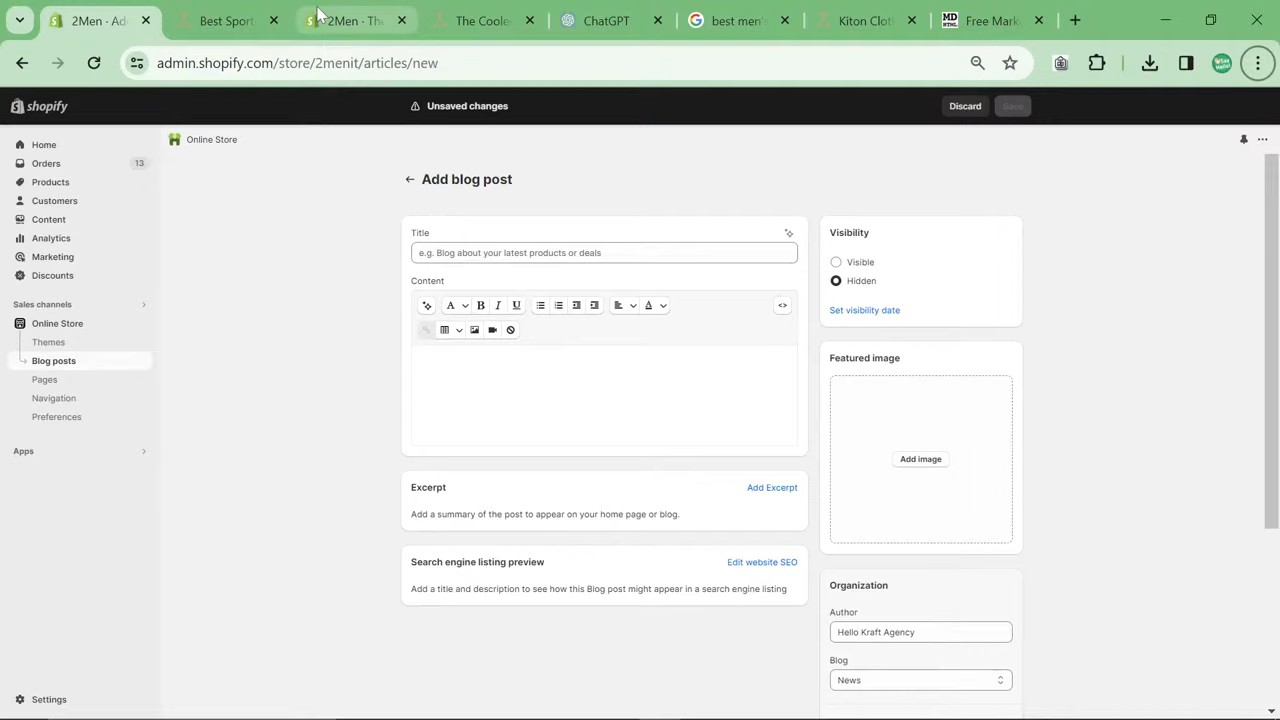 2Men · Ad
Best Sport
2Men · The
The Coole
ChatGPT
best men's
Kiton Clot
MD
HTML
Free Mark
admin.shopify.com/store/2menit/articles/new
shopify
Unsaved changes
Discard
Save
Home
Orders
13
Products
Customers
Content
Analytics
Marketing
Discounts
Sales channels
Online Store
Themes
Blog posts
Pages
Navigation
Preferences
Apps
Settings
Online Store
Add blog post
Title
e.g. Blog about your latest products or deals
Content
A
B
I
U
A
Excerpt
Add Excerpt
Add a summary of the post to appear on your home page or blog.
Search engine listing preview
Edit website SEO
Add a title and description to see how this Blog post might appear in a search engine listing
Visibility
Visible
Hidden
Set visibility date
Featured image
Add image
Organization
Author
Hello Kraft Agency
Blog
News